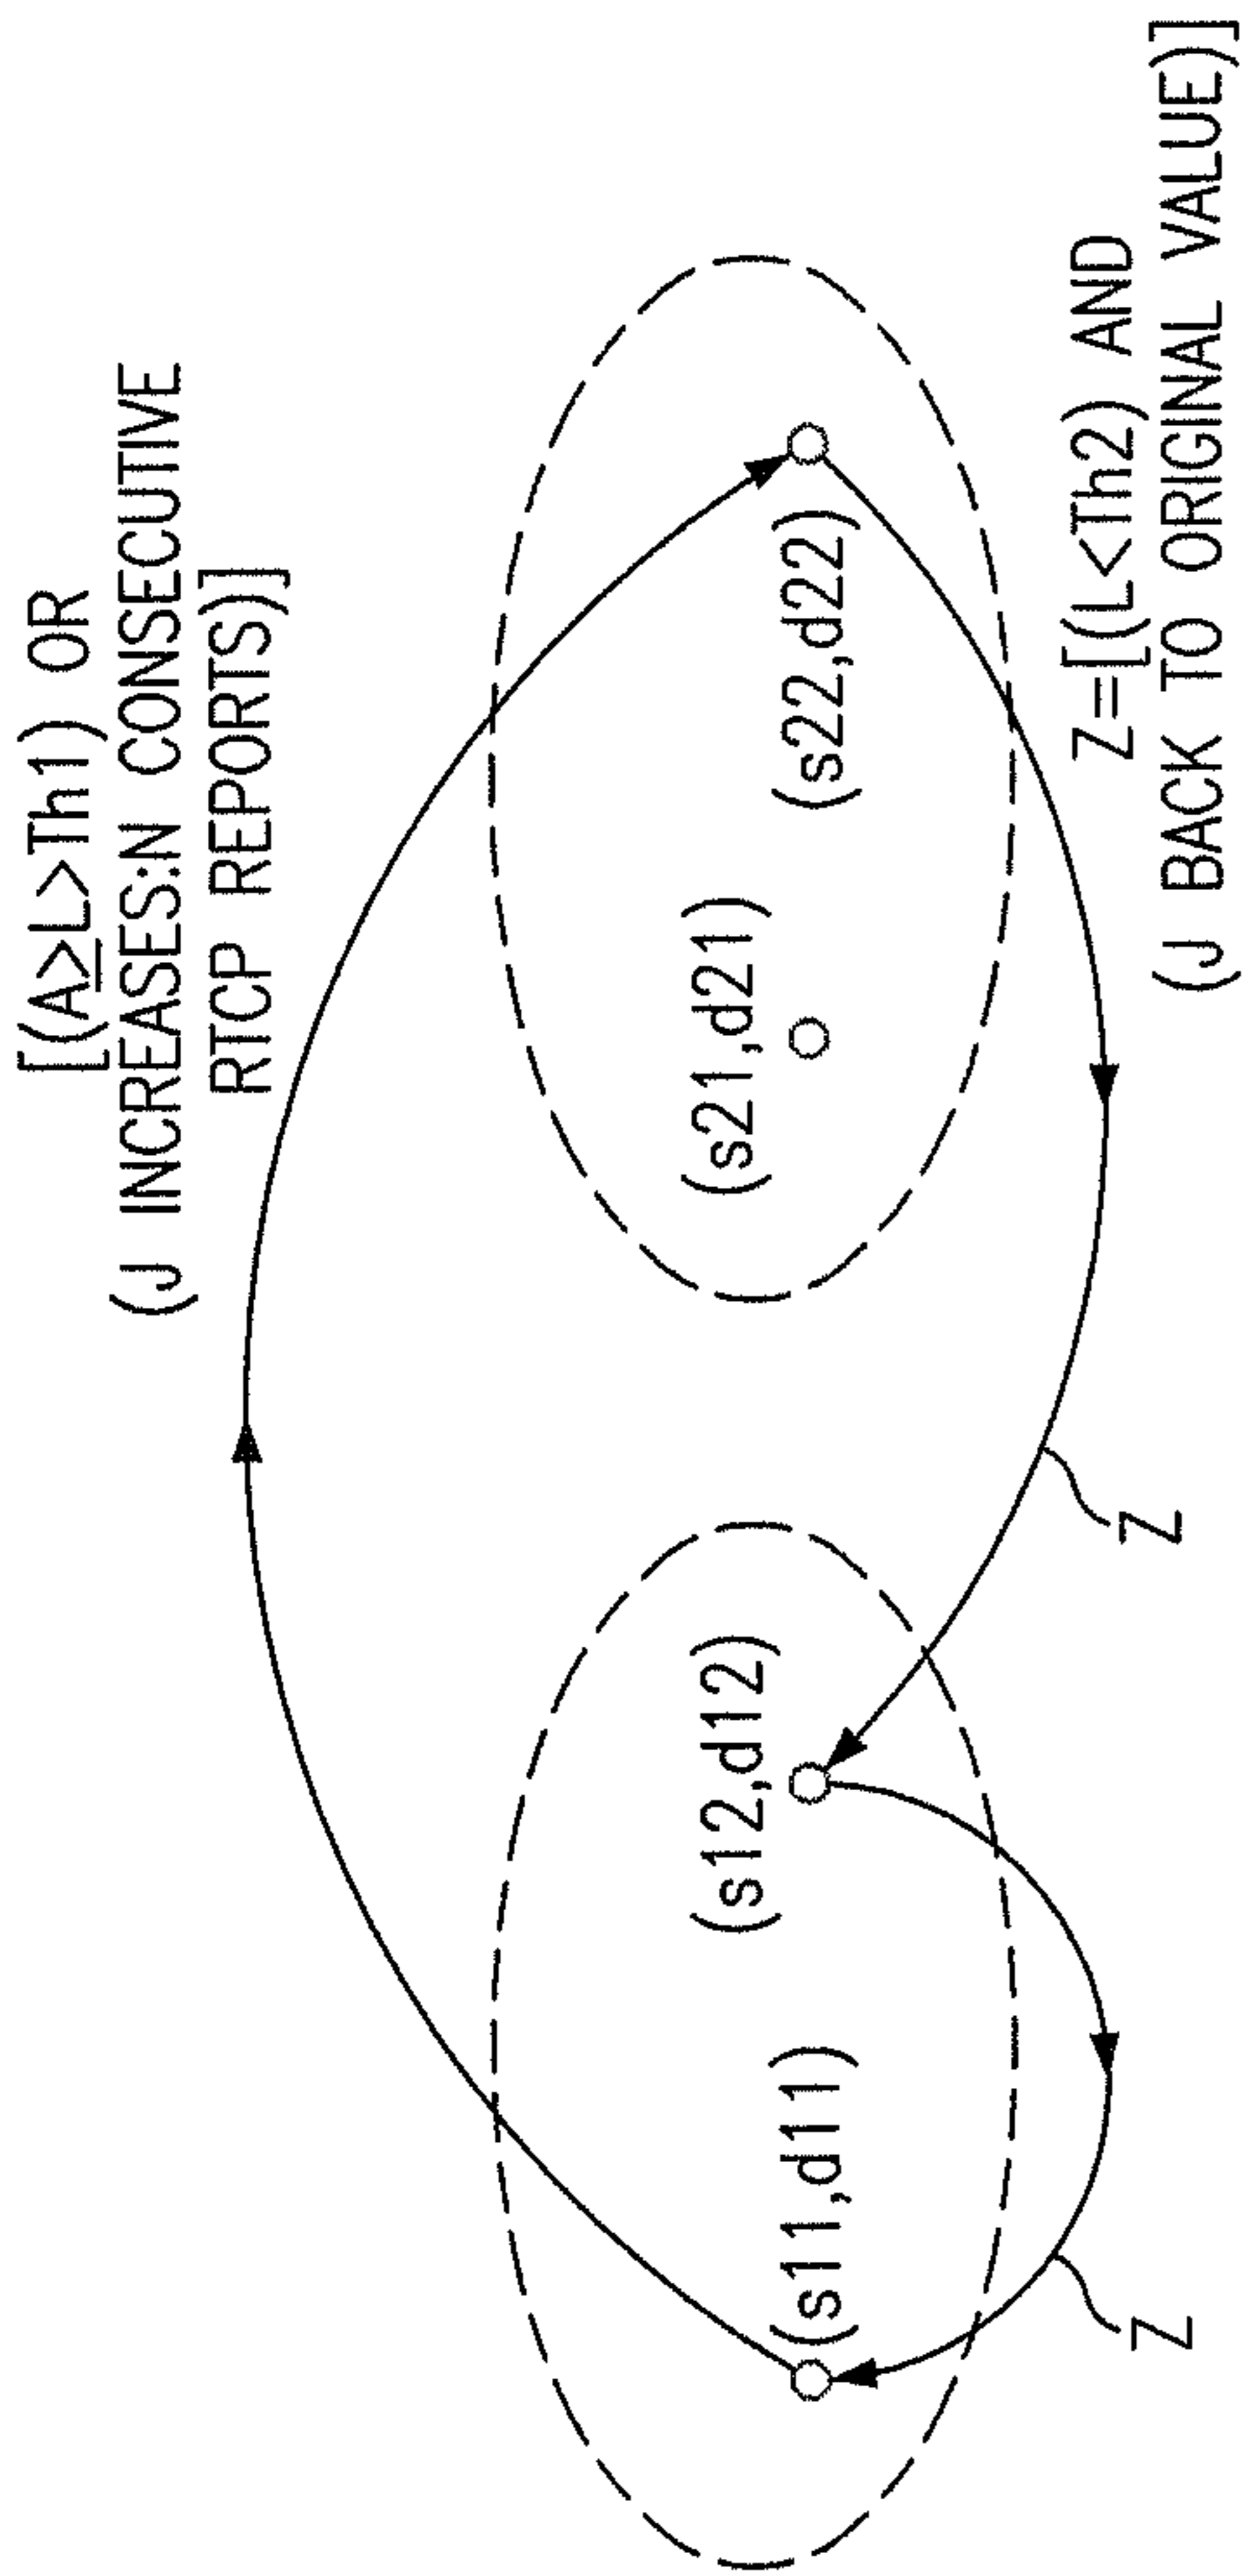 [(A≥L>Th1) OR
(J INCREASES:N CONSECUTIVE
RTCP REPORTS)]
(s11,d11)
(s12,d12)
(s21,d21)
(s22,d22)
Z
Z
Z=[(L<Th2) AND
(J BACK TO ORIGINAL VALUE)]